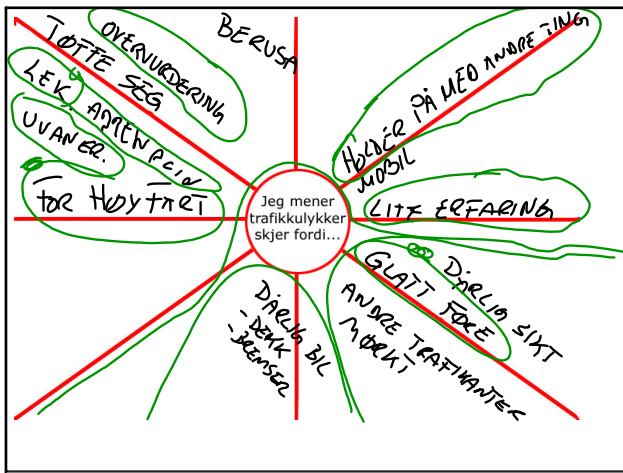 BERUSA
OVERVURDERING
TØFFE SEG
LEK, ADRENALIN
UVANER.
FOR HØY FART
HOLDER PÅ MED ANDRE TING
MOBIL
LITE ERFARING
Jeg mener
trafikkulykker
skjer fordi...
GLATT FØRE
DÅRLIG SIKT
ANDRE TRAFIKANTER
MØRKT
DÅRLIG BIL
- DEKK
- BREMSER